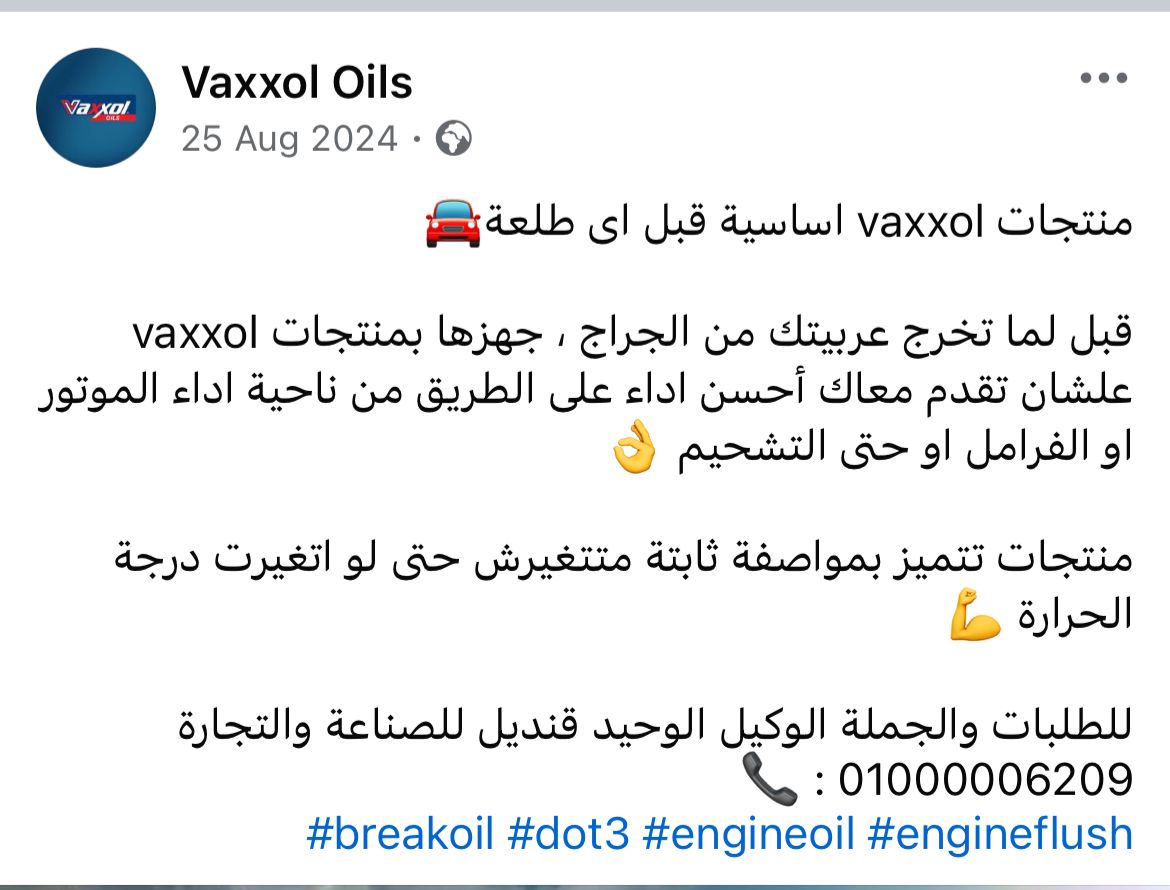 Vaxxol OILS
Vaxxol Oils
25 Aug 2024 ·
منتجات vaxxol اساسية قبل اى طلعة🚘
قبل لما تخرج عربيتك من الجراج ، جهزها بمنتجات vaxxol
علشان تقدم معاك أحسن اداء على الطريق من ناحية اداء الموتور
او الفرامل او حتى التشحيم 👌
منتجات تتميز بمواصفة ثابتة متتغيرش حتى لو اتغيرت درجة
الحرارة 💪
للطلبات والجملة الوكيل الوحيد قنديل للصناعة والتجارة
📞 : 01000006209
#breakoil #dot3 #engineoil #engineflush